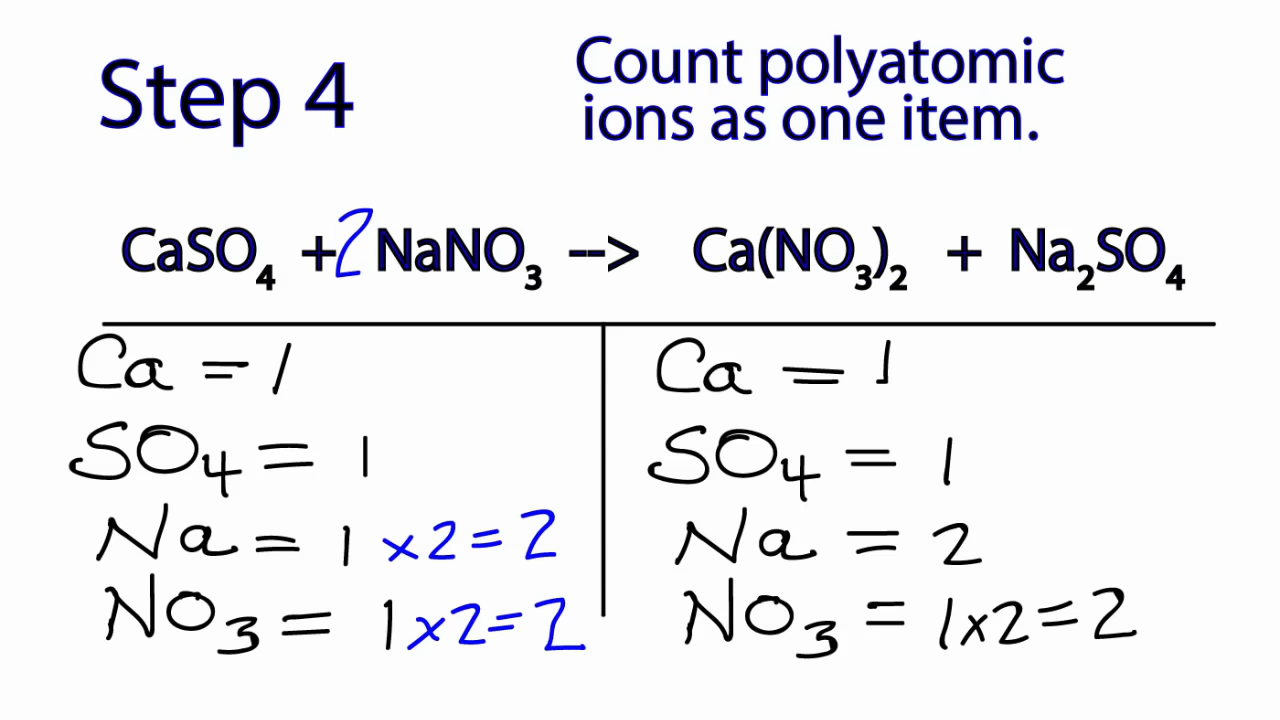 Step 4
Count polyatomic
ions as one item.
CaSO₄ + 2 NaNO₃ --> Ca(NO₃)₂ + Na₂SO₄
Ca = 1
SO₄ = 1
Na = 1 x2 = 2
NO₃ = 1 x2 = 2
Ca = 1
SO₄ = 1
Na = 2
NO₃ = 1x2 = 2